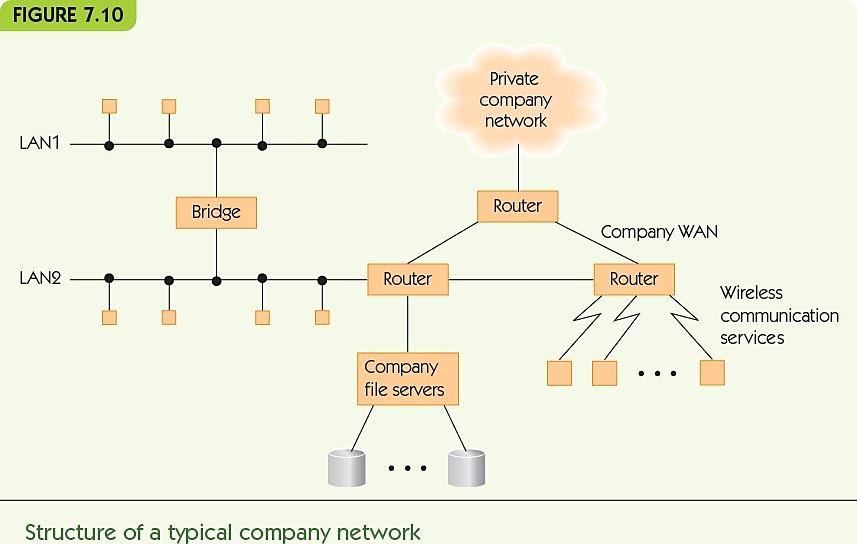 FIGURE 7.10
Private
company
network
LAN1
Bridge
Router
Company WAN
LAN2
Router
Router
Wireless
communication
services
Company
file servers
Structure of a typical company network